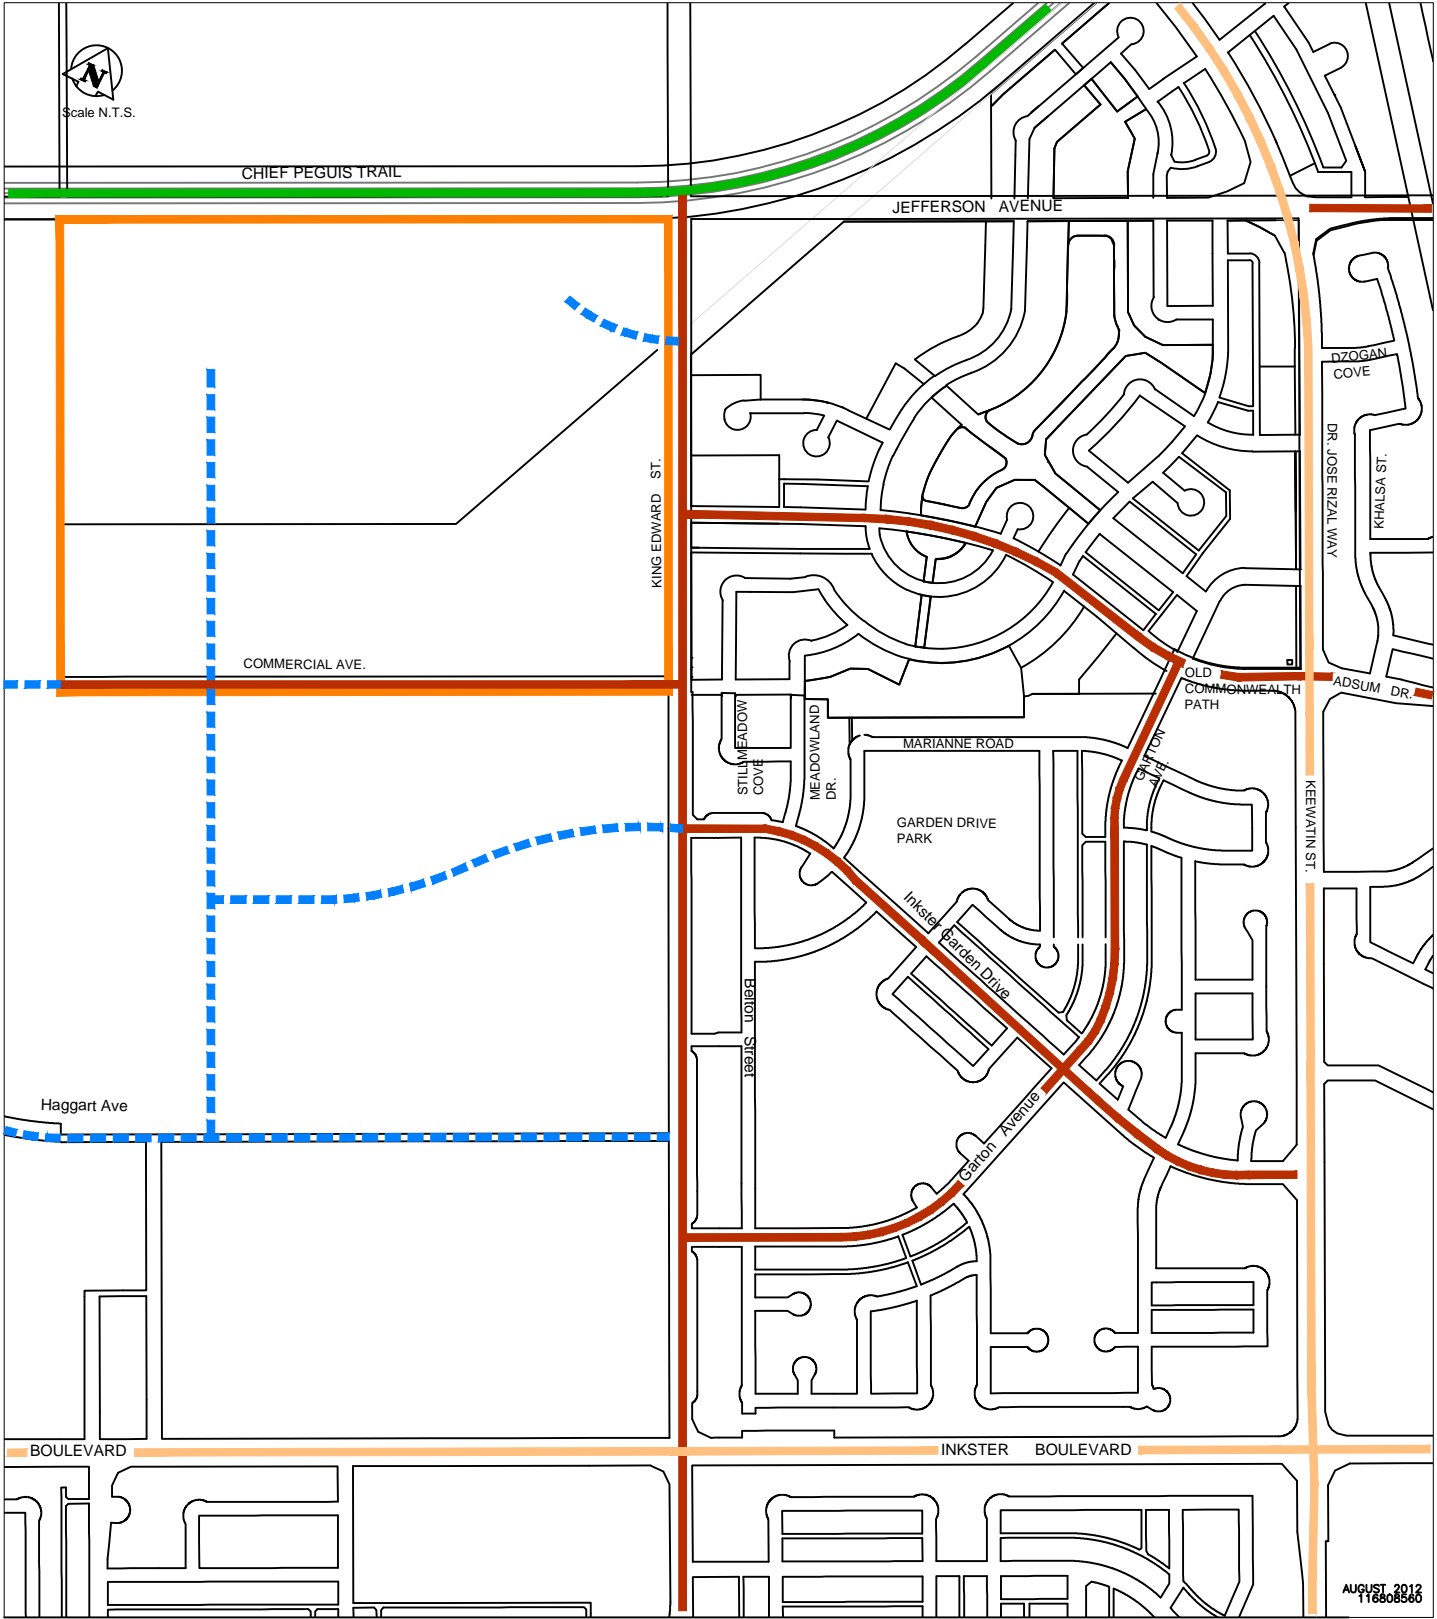 N
Scale N.T.S.
CHIEF PEGUIS TRAIL
JEFFERSON AVENUE
DZOGAN
COVE
DR. JOSE RIZAL WAY
KHALSA ST.
KING EDWARD ST.
COMMERCIAL AVE.
OLD
COMMONWEALTH
PATH
ADSUM DR.
STILLMEADOW
COVE
MEADOWLAND
DR.
MARIANNE ROAD
GARTON
AVE.
GARDEN DRIVE
PARK
KEEWATIN ST.
Inkster Garden Drive
Belton Street
Haggart Ave
Garton Avenue
BOULEVARD
INKSTER BOULEVARD
AUGUST 2012
116808560